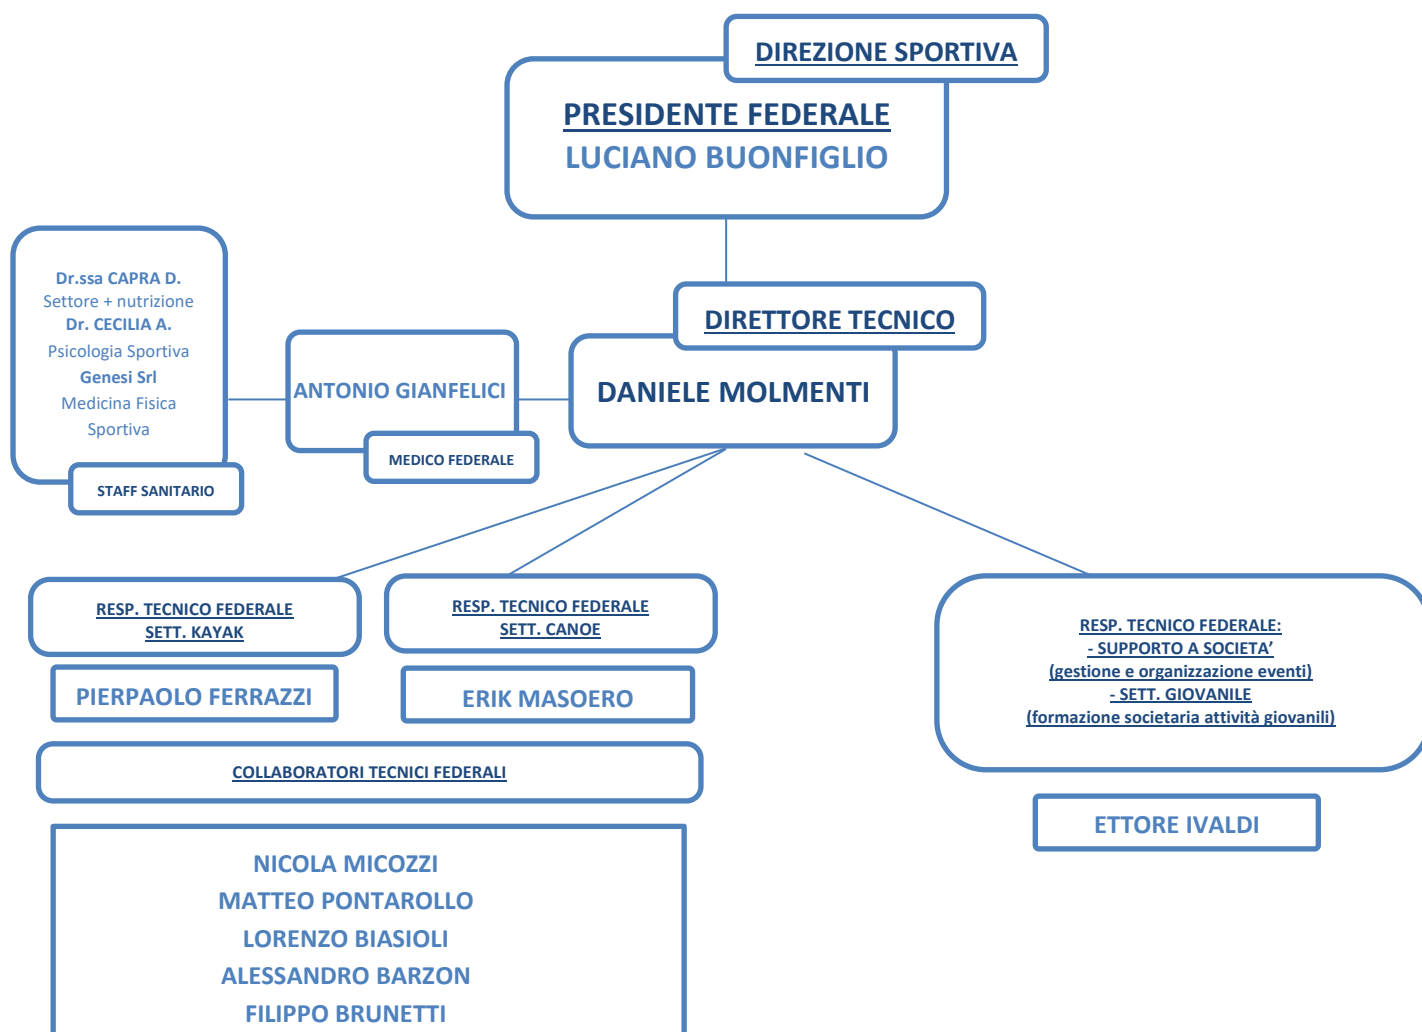 DIREZIONE SPORTIVA
PRESIDENTE FEDERALE
LUCIANO BUONFIGLIO
Dr.ssa CAPRA D.
Settore + nutrizione
Dr. CECILIA A.
Psicologia Sportiva
Genesi Srl
Medicina Fisica
Sportiva
STAFF SANITARIO
ANTONIO GIANFELICI
MEDICO FEDERALE
DIRETTORE TECNICO
DANIELE MOLMENTI
RESP. TECNICO FEDERALE
SETT. KAYAK
PIERPAOLO FERRAZZI
RESP. TECNICO FEDERALE
SETT. CANOE
ERIK MASOERO
RESP. TECNICO FEDERALE:
- SUPPORTO A SOCIETA’
(gestione e organizzazione eventi)
- SETT. GIOVANILE
(formazione societaria attività giovanili)
ETTORE IVALDI
COLLABORATORI TECNICI FEDERALI
NICOLA MICOZZI
MATTEO PONTAROLLO
LORENZO BIASIOLI
ALESSANDRO BARZON
FILIPPO BRUNETTI